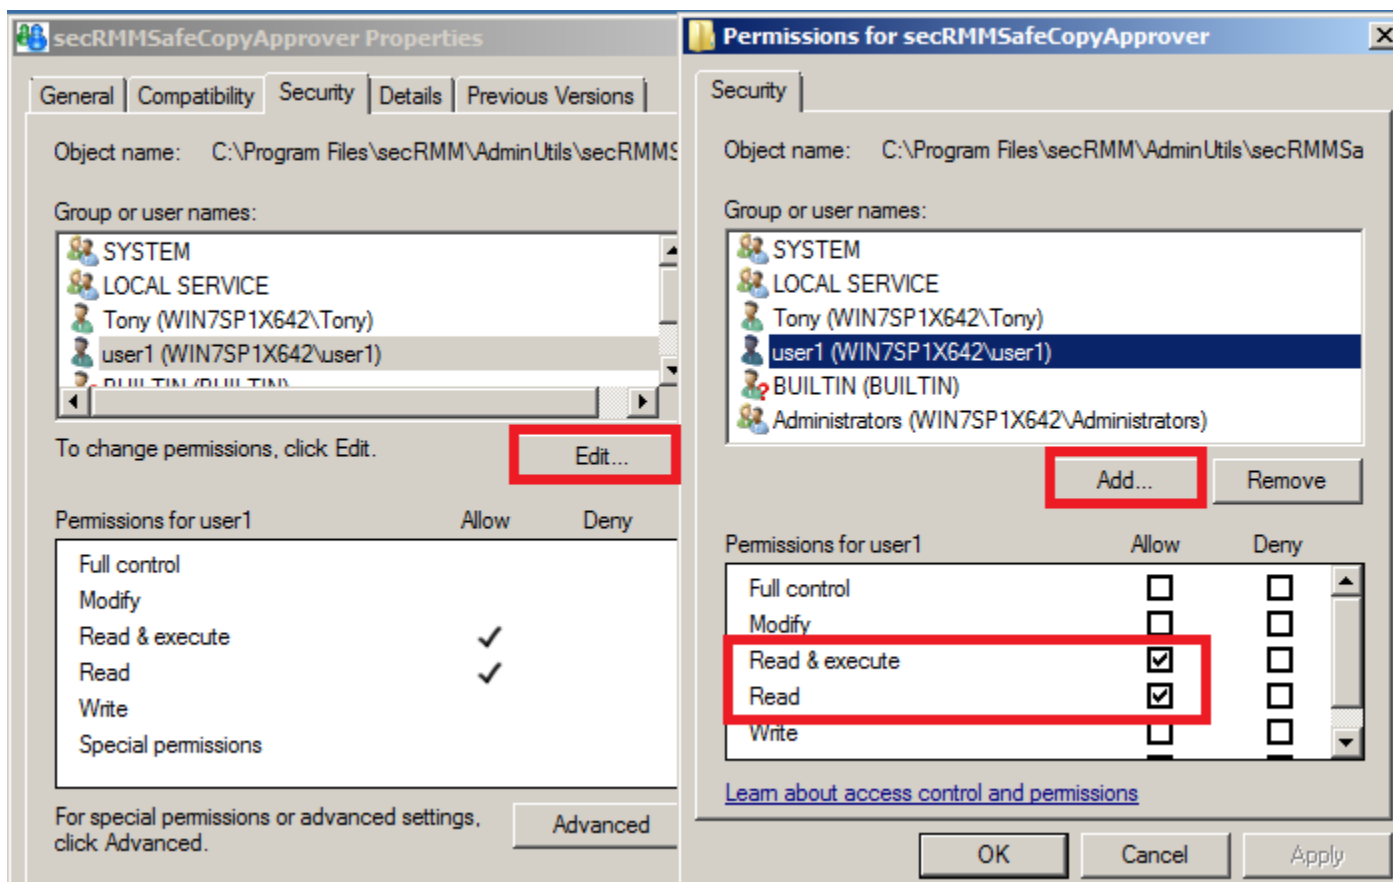 secRMMSafeCopyApprover Properties
General Compatibility Security Details Previous Versions
Object name: C:\Program Files\secRMM\AdminUtils\secRMMS
Group or user names:
SYSTEM
LOCAL SERVICE
Tony (WIN7SP1X642\Tony)
user1 (WIN7SP1X642\user1)
BUILTIN (BUILTIN)
To change permissions, click Edit.
Edit...
Permissions for user1 Allow Deny
Full control
Modify
Read & execute
Read
Write
Special permissions
For special permissions or advanced settings,
click Advanced.
Advanced
Permissions for secRMMSafeCopyApprover
Security
Object name: C:\Program Files\secRMM\AdminUtils\secRMMSa
Group or user names:
SYSTEM
LOCAL SERVICE
Tony (WIN7SP1X642\Tony)
user1 (WIN7SP1X642\user1)
BUILTIN (BUILTIN)
Administrators (WIN7SP1X642\Administrators)
Add... Remove
Permissions for user1 Allow Deny
Full control
Modify
Read & execute
Read
Write
Learn about access control and permissions
OK Cancel Apply